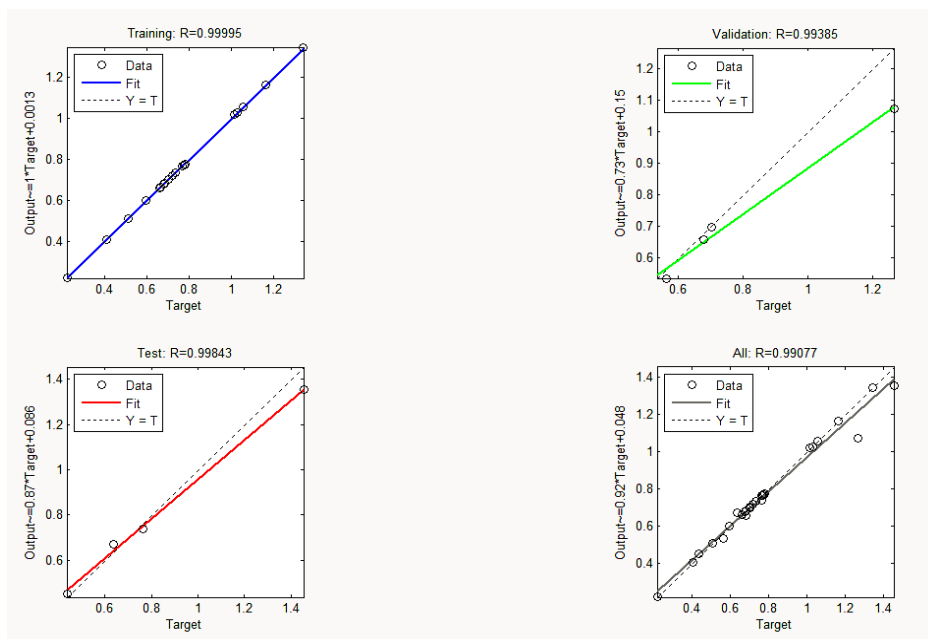 Training: R=0.99995
Output~=1*Target+0.0013
Data
Fit
Y = T
1.2
1
0.8
0.6
0.4
0.4 0.6 0.8 1 1.2
Target
Validation: R=0.99385
Output~=0.73*Target+0.15
Data
Fit
Y = T
1.2
1.1
1
0.9
0.8
0.7
0.6
0.6 0.8 1 1.2
Target
Test: R=0.99843
Output~=0.87*Target+0.086
Data
Fit
Y = T
1.4
1.2
1
0.8
0.6
0.6 0.8 1 1.2 1.4
Target
All: R=0.99077
Output~=0.92*Target+0.048
Data
Fit
Y = T
1.4
1.2
1
0.8
0.6
0.4
0.4 0.6 0.8 1 1.2 1.4
Target